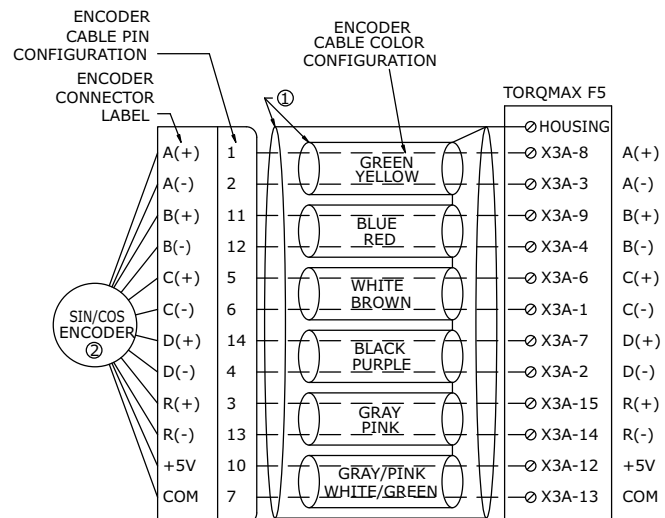 ENCODER
CABLE PIN
CONFIGURATION
ENCODER
CONNECTOR
LABEL
ENCODER
CABLE COLOR
CONFIGURATION
①
TORQMAX F5
HOUSING
A(+) 1 GREEN X3A-8 A(+)
A(-) 2 YELLOW X3A-3 A(-)
B(+) 11 BLUE X3A-9 B(+)
B(-) 12 RED X3A-4 B(-)
C(+) 5 WHITE X3A-6 C(+)
C(-) 6 BROWN X3A-1 C(-)
D(+) 14 BLACK X3A-7 D(+)
D(-) 4 PURPLE X3A-2 D(-)
R(+) 3 GRAY X3A-15 R(+)
R(-) 13 PINK X3A-14 R(-)
+5V 10 GRAY/PINK X3A-12 +5V
COM 7 WHITE/GREEN X3A-13 COM
SIN/COS
ENCODER
②